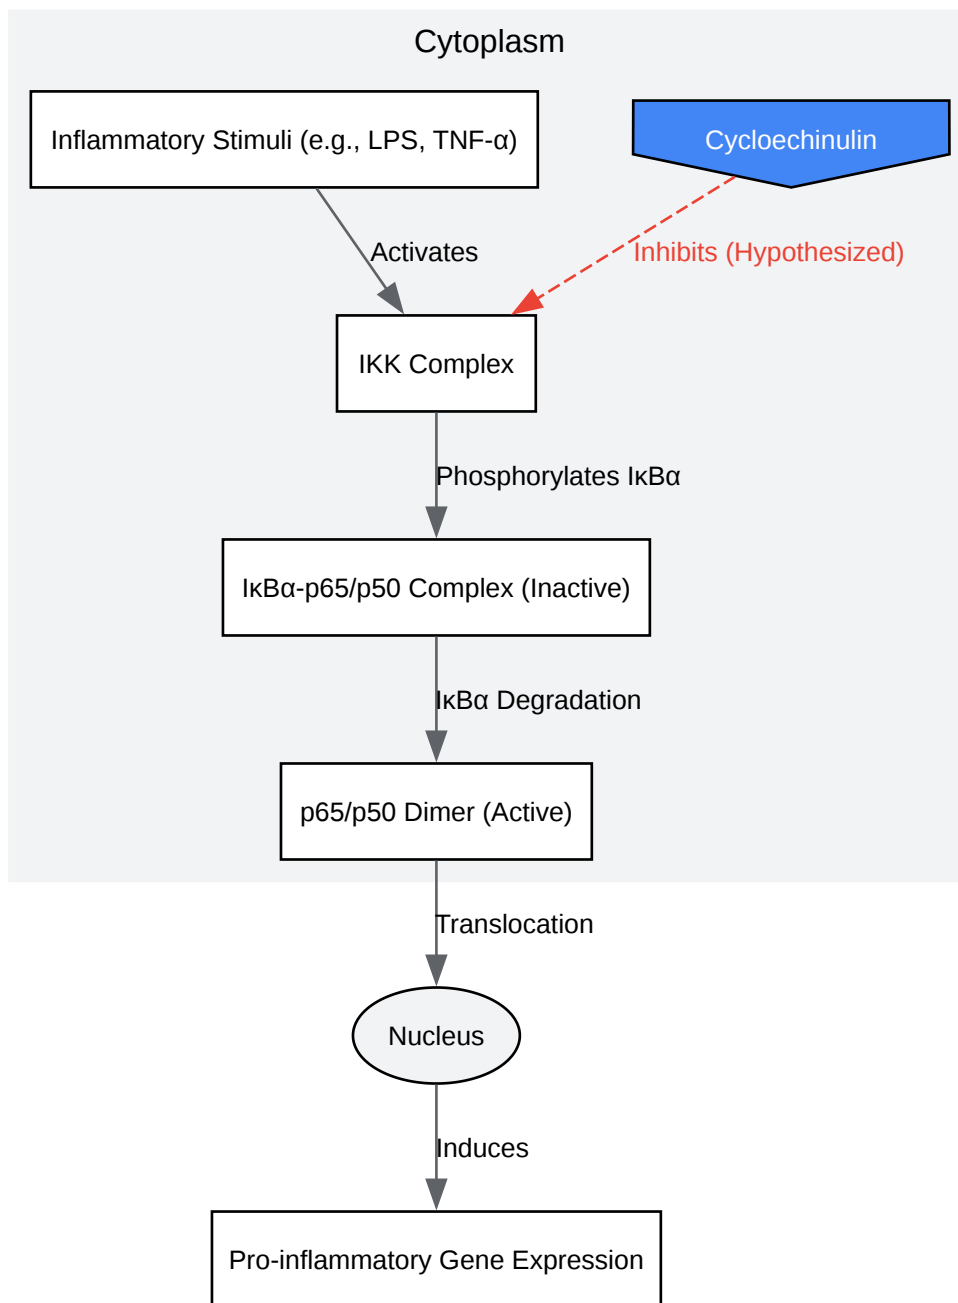 Cytoplasm
Inflammatory Stimuli (e.g., LPS, TNF-α)
Cycloechinulin
Activates
Inhibits (Hypothesized)
IKK Complex
Phosphorylates IκBα
IκBα-p65/p50 Complex (Inactive)
IκBα Degradation
p65/p50 Dimer (Active)
Translocation
Nucleus
Induces
Pro-inflammatory Gene Expression